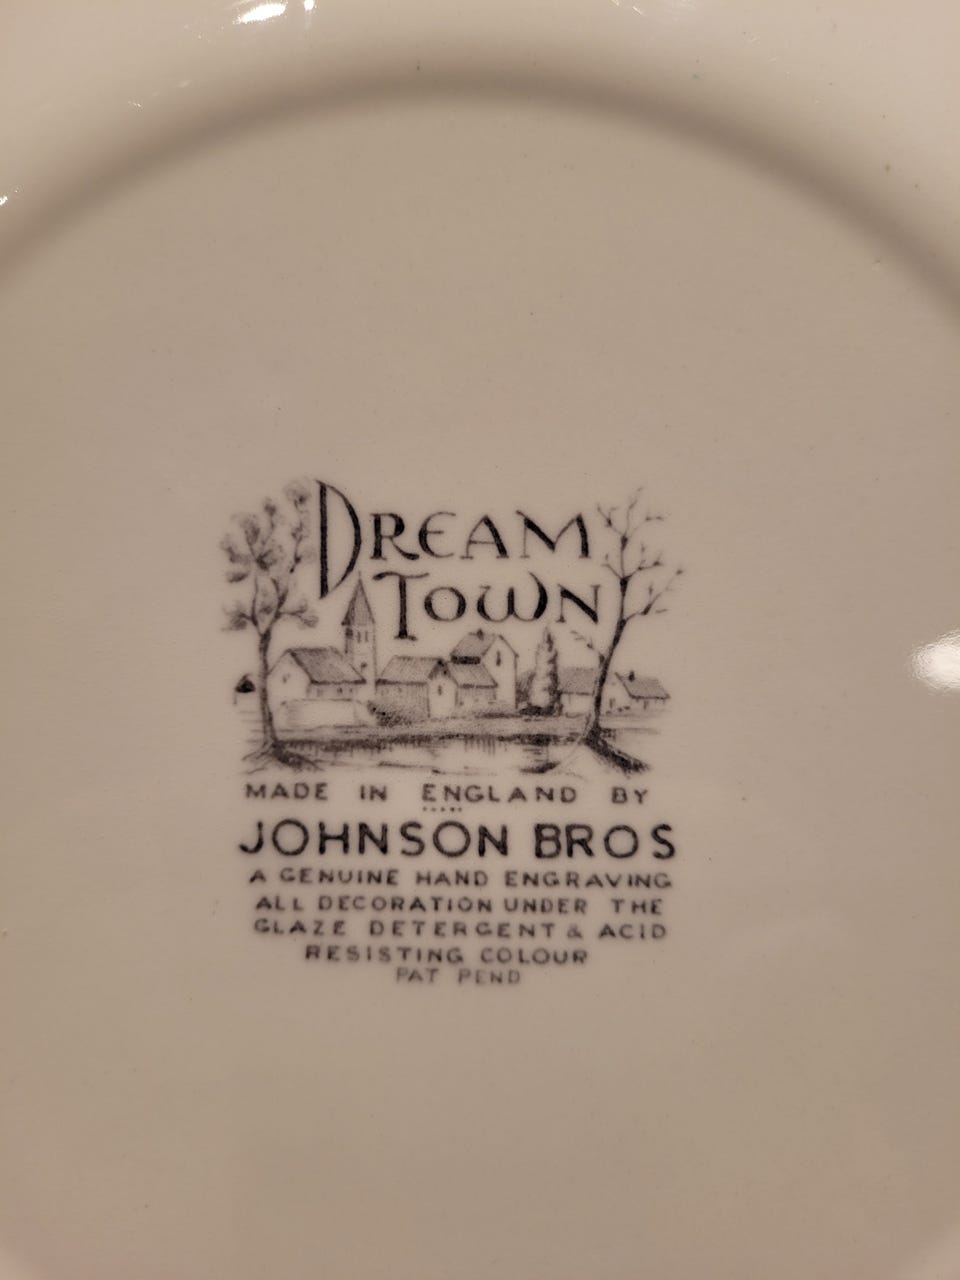 DREAM
TOWN
MADE IN ENGLAND BY
JOHNSON BROS
A GENUINE HAND ENGRAVING
ALL DECORATION UNDER THE
GLAZE DETERGENT & ACID
RESISTING COLOUR
PAT PEND